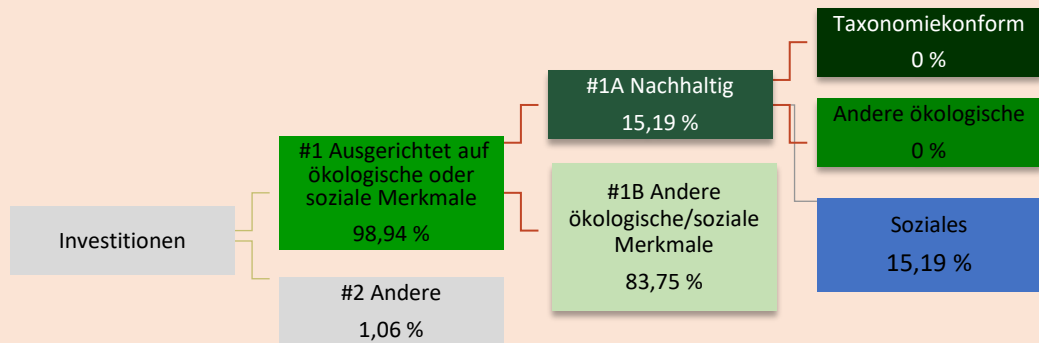 Investitionen
#1 Ausgerichtet auf
ökologische oder
soziale Merkmale
98,94 %
#2 Andere
1,06 %
#1A Nachhaltig
15,19 %
#1B Andere
ökologische/soziale
Merkmale
83,75 %
Taxonomiekonform
0 %
Andere ökologische
0 %
Soziales
15,19 %